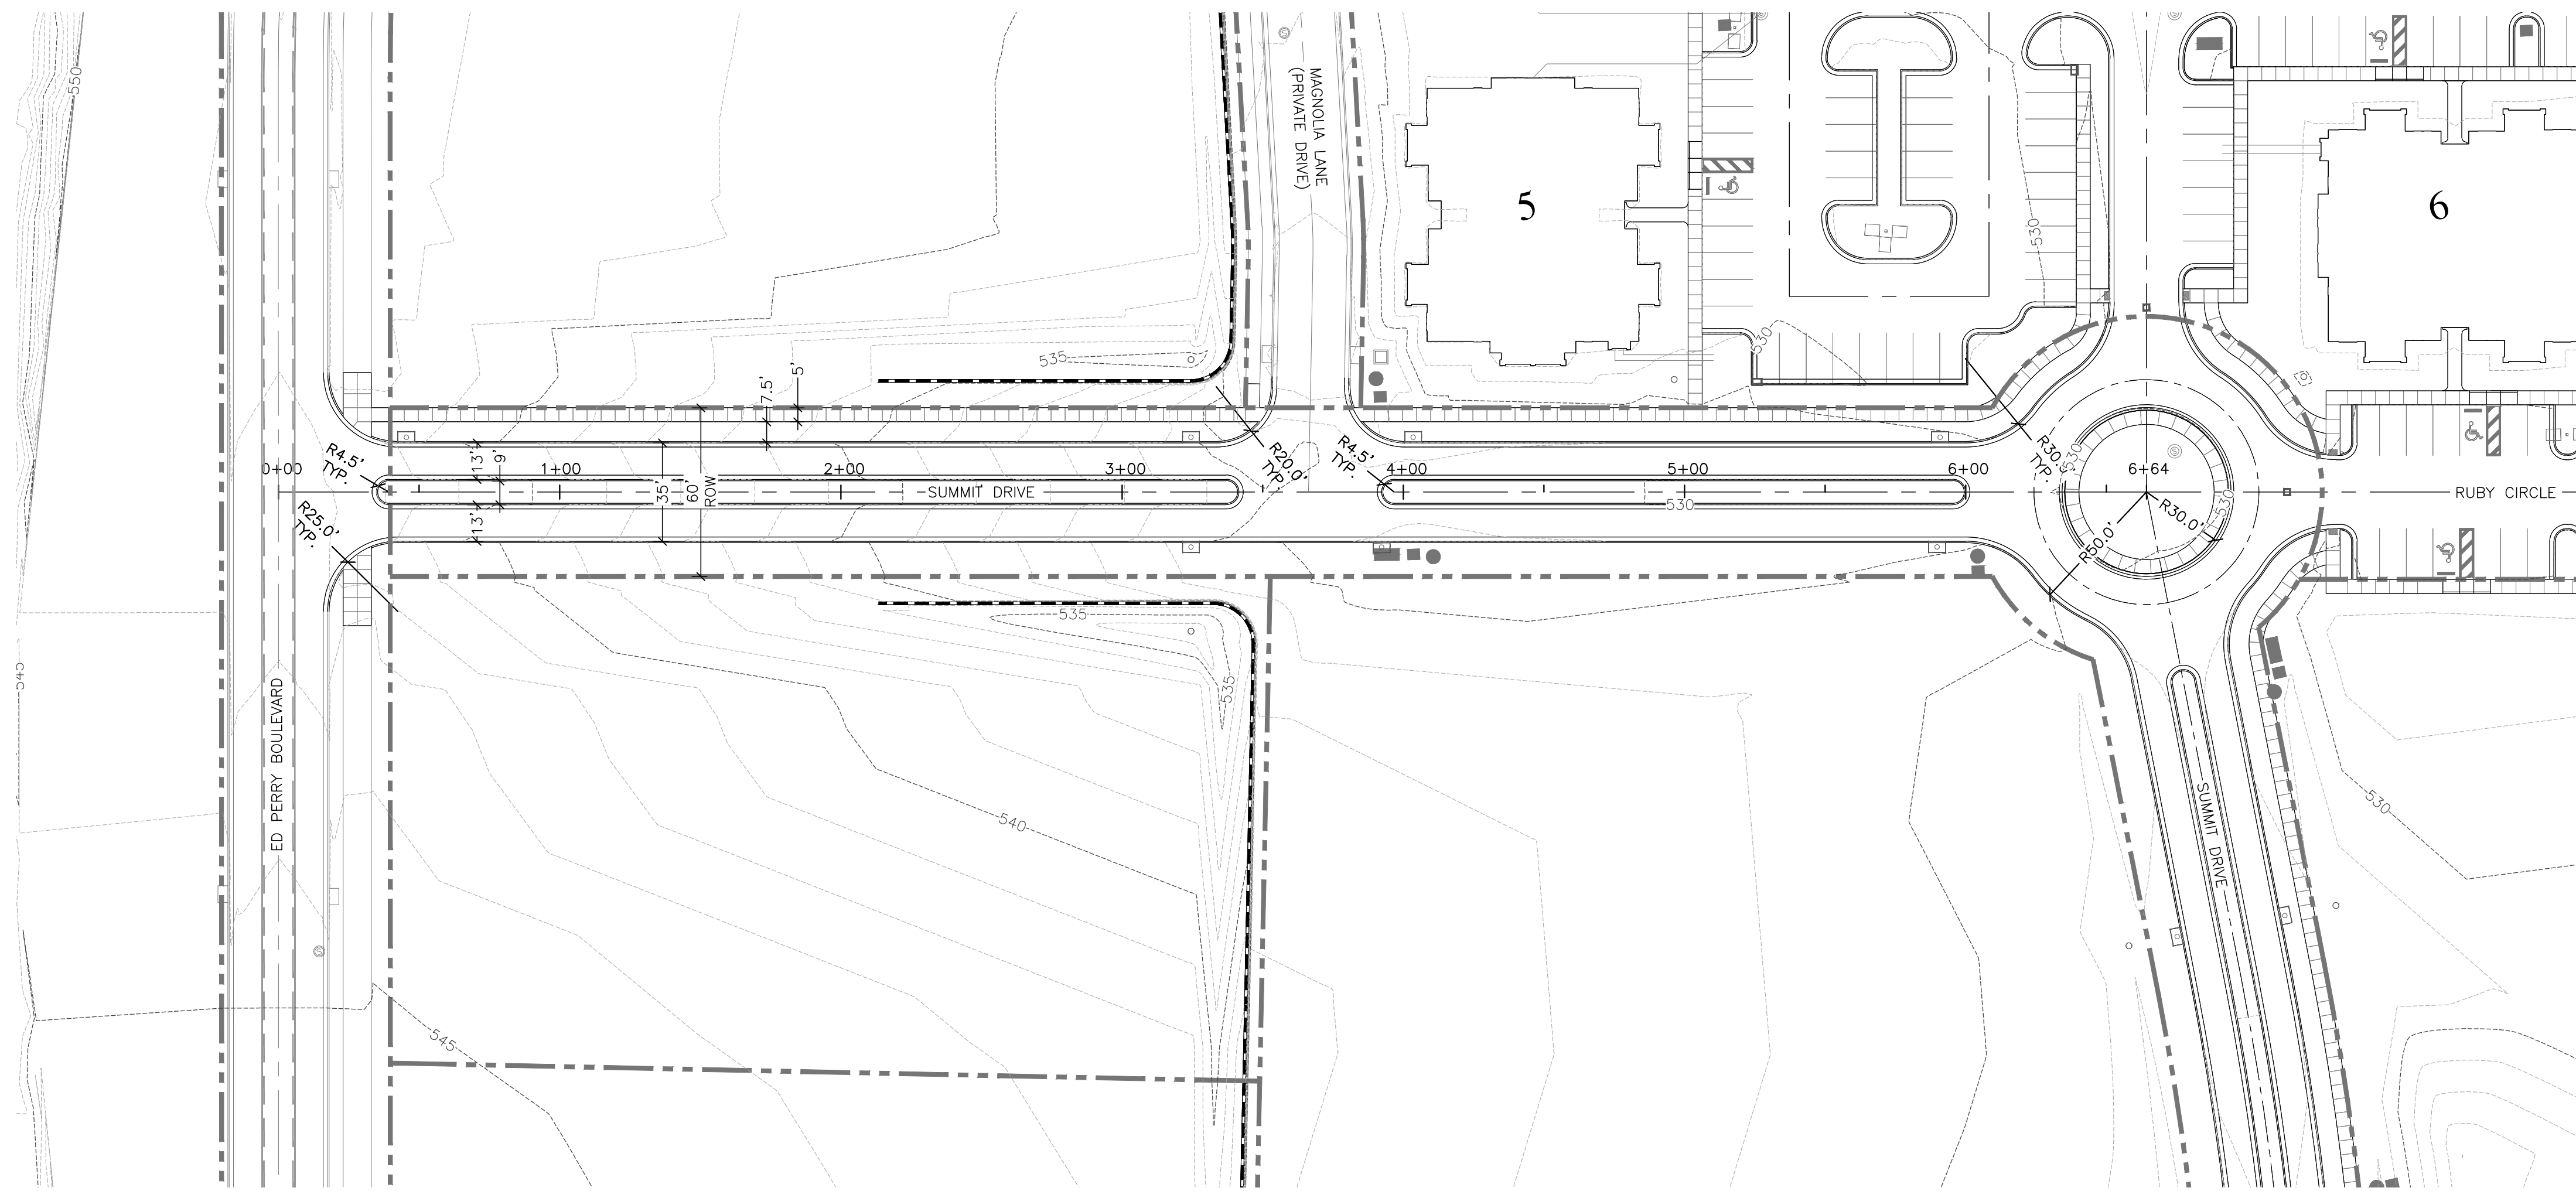 550
MAGNOLIA LANE
(PRIVATE DRIVE)
5
6
530
530
535
5'
7.5'
R4.5'
TYP.
13'
9'
35'
60'
ROW
13'
R25.0'
TYP.
R20.0'
TYP.
R4.5'
TYP.
TYP.
530
0+00
1+00
2+00
3+00
4+00
5+00
6+00
6+64
SUMMIT DRIVE
530
R30.0'
530
R50.0'
RUBY CIRCLE
535
535
ED PERRY BOULEVARD
540
545
SUMMIT DRIVE
530